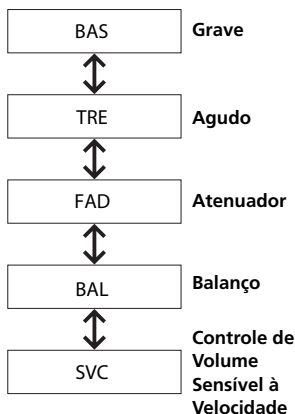 BAS
Grave
TRE
Agudo
FAD
Atenuador
BAL
Balanço
SVC
Controle de
Volume
Sensível à
Velocidade